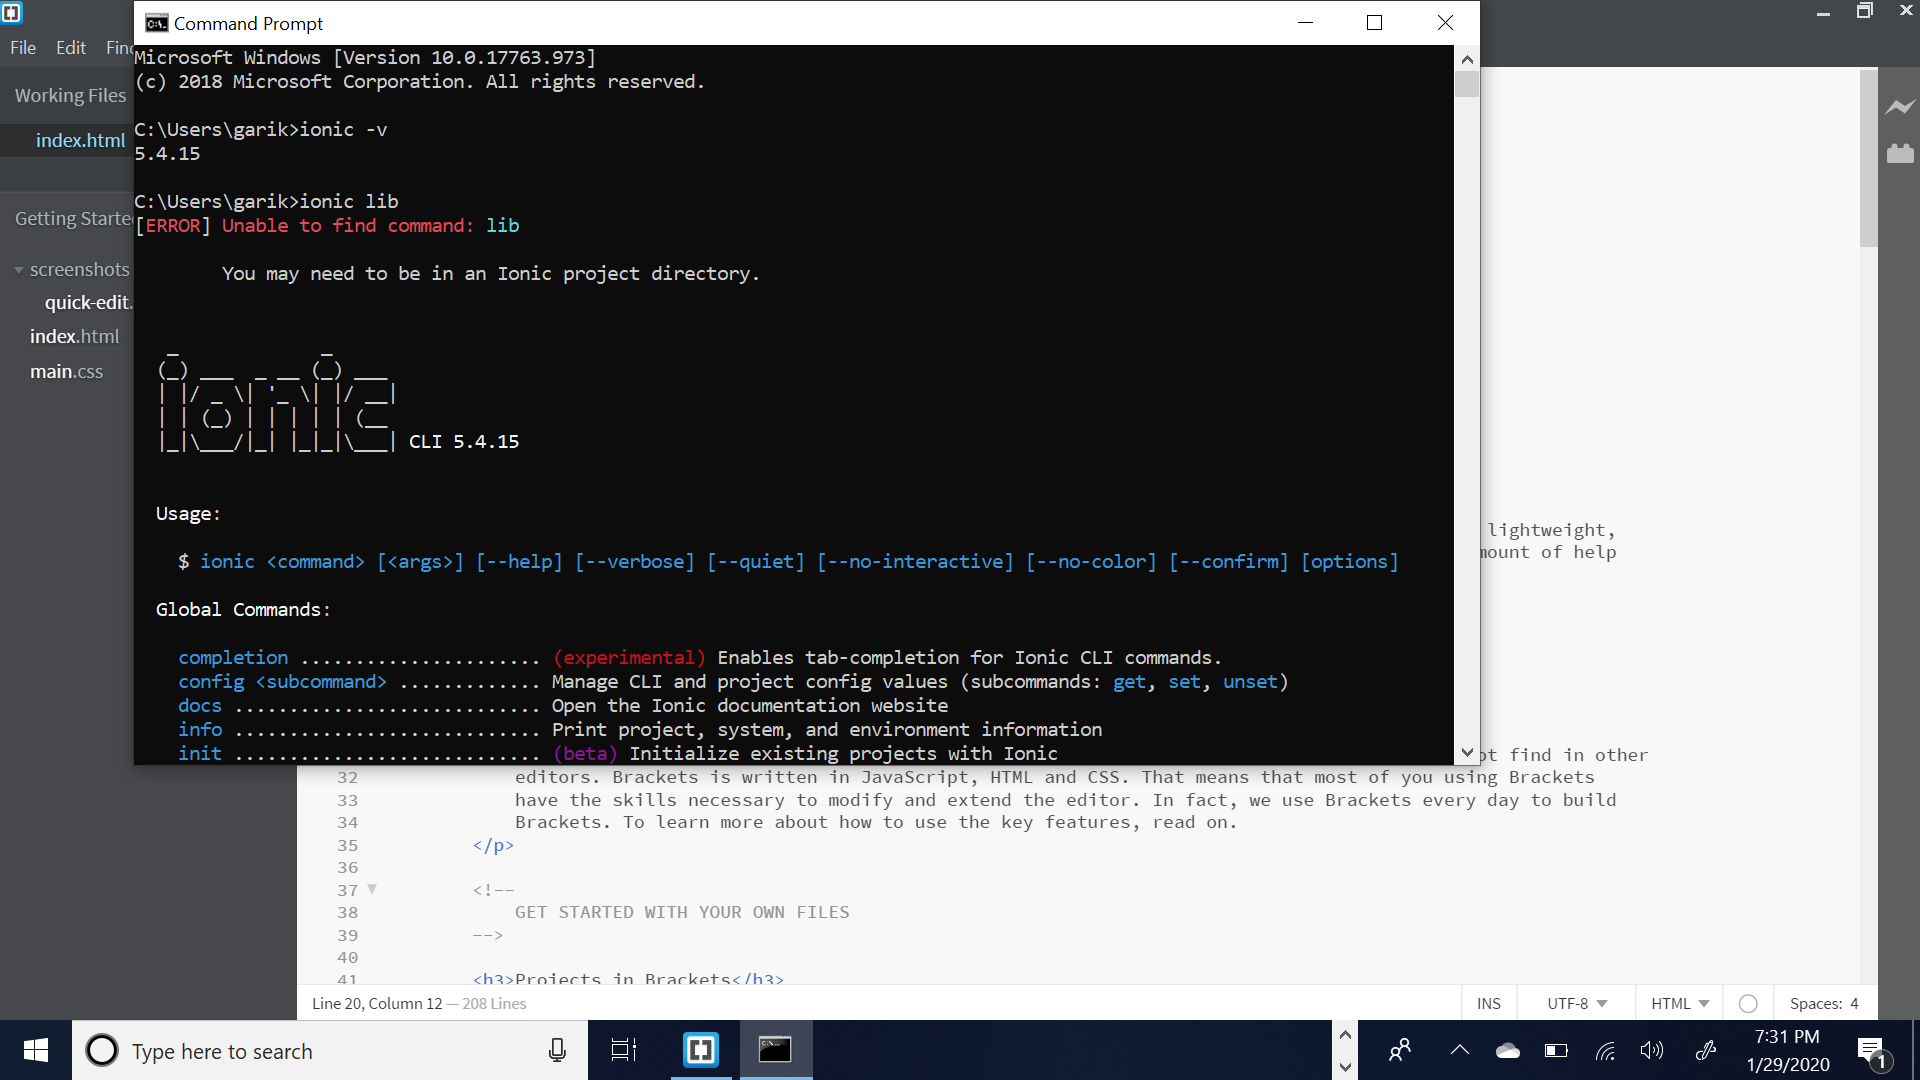 Command Prompt
File Edit Find
Working Files
index.html
Getting Starte
screenshots
quick-edit.
index.html
main.css
Microsoft Windows [Version 10.0.17763.973]
(c) 2018 Microsoft Corporation. All rights reserved.
C:\Users\garik>ionic -v
5.4.15
C:\Users\garik>ionic lib
[ERROR] Unable to find command: lib
You may need to be in an Ionic project directory.
ionic CLI 5.4.15
Usage:
$ ionic <command> [<args>] [--help] [--verbose] [--quiet] [--no-interactive] [--no-color] [--confirm] [options]
Global Commands:
completion ...................... (experimental) Enables tab-completion for Ionic CLI commands.
config <subcommand> ............. Manage CLI and project config values (subcommands: get, set, unset)
docs ............................ Open the Ionic documentation website
info ............................ Print project, system, and environment information
init ............................ (beta) Initialize existing projects with Ionic
lightweight,
mount of help
ot find in other
32 editors. Brackets is written in JavaScript, HTML and CSS. That means that most of you using Brackets
33 have the skills necessary to modify and extend the editor. In fact, we use Brackets every day to build
34 Brackets. To learn more about how to use the key features, read on.
35 </p>
36
37 <!--
38 GET STARTED WITH YOUR OWN FILES
39 -->
40
41 <h3>Projects in Brackets</h3>
Line 20, Column 12 — 208 Lines
INS UTF-8 HTML Spaces: 4
Type here to search
7:31 PM
1/29/2020
1